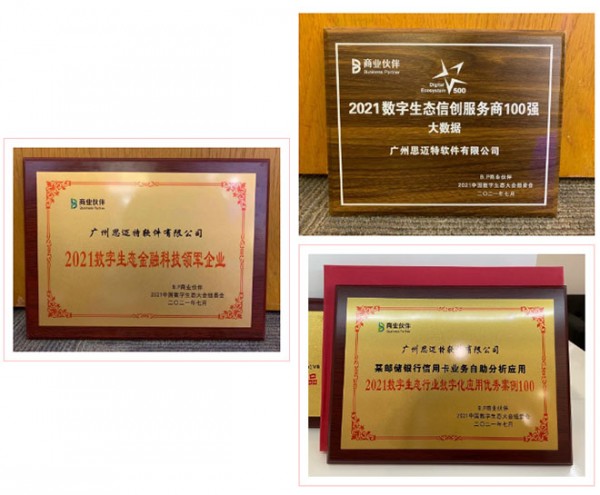 商业伙伴
Business Partner
Digital
Ecosystem
500
2021数字生态信创服务商100强
大数据
广州思迈特软件有限公司
B.P商业伙伴
2021中国数字生态大会组委会
二〇二一年七月
商业伙伴
Business Partner
广州思迈特软件有限公司
2021数字生态金融科技领军企业
B.P商业伙伴
2021中国数字生态大会组委会
二〇二一年七月
商业伙伴
Business Partner
广州思迈特软件有限公司
某邮储银行信用卡业务自助分析应用
2021数字生态行业数字化应用优秀案例100
B.P商业伙伴
2021中国数字生态大会组委会
二〇二一年七月